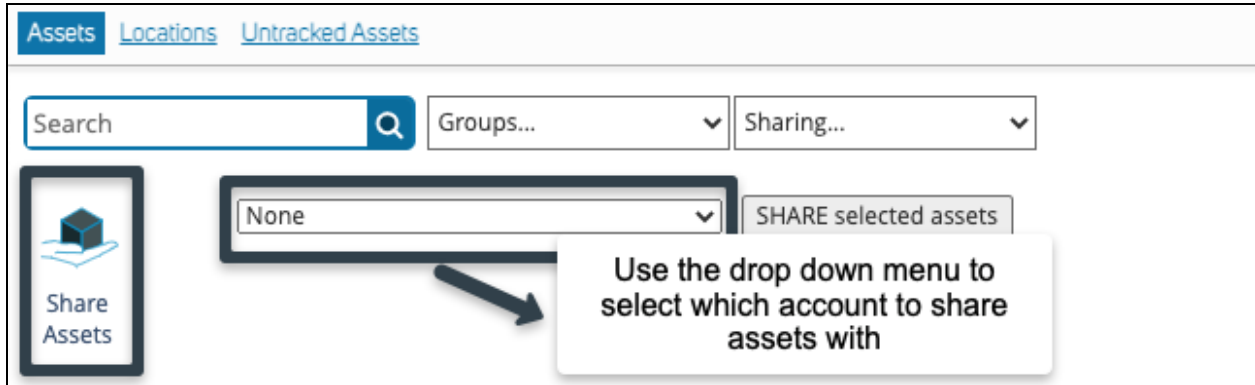 Assets Locations Untracked Assets
Search Groups... Sharing...
None SHARE selected assets
Share
Assets
Use the drop down menu to
select which account to share
assets with